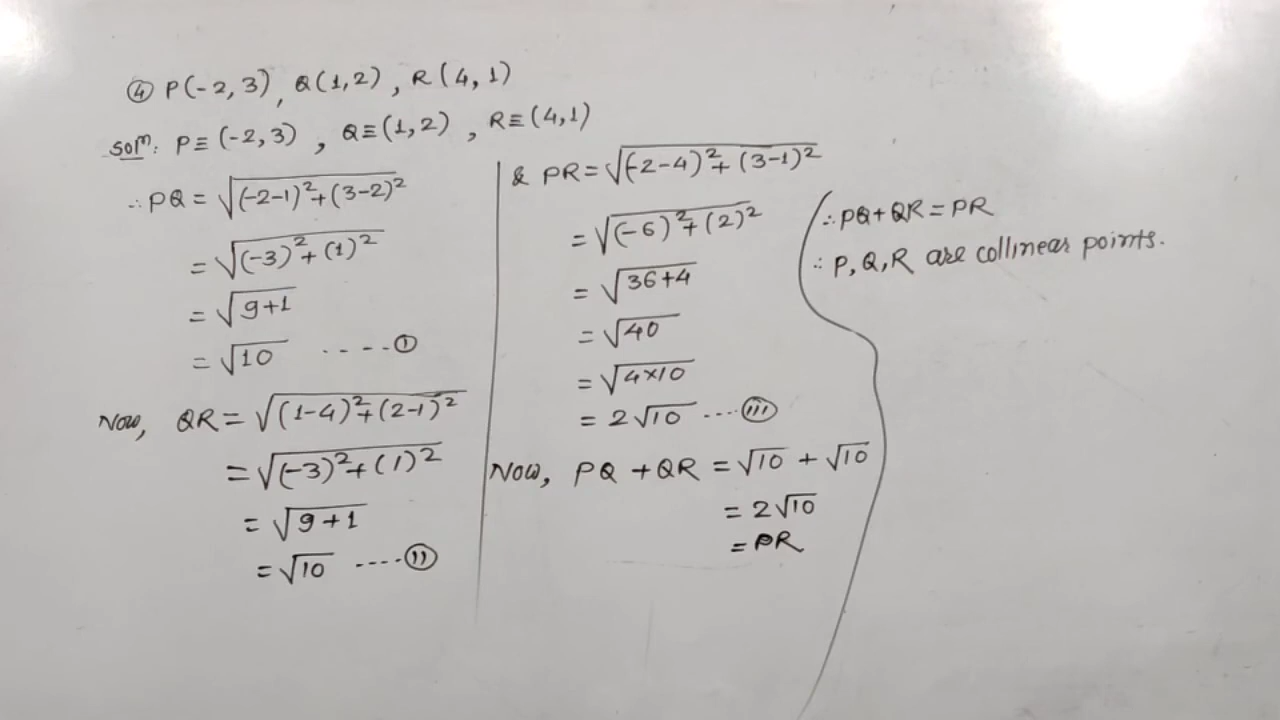 ④ P(-2,3), Q(1,2), R(4,1)
Solⁿ: P≡(-2,3), Q≡(1,2), R≡(4,1)
∴ PQ = √(-2-1)²+(3-2)²
= √(-3)²+(1)²
= √9+1
= √10 ----- ①
Now, QR = √(1-4)²+(2-1)²
= √(-3)²+(1)²
= √9+1
= √10 ---- ⑪
& PR = √(-2-4)²+(3-1)²
= √(-6)²+(2)²
= √36+4
= √40
= √4×10
= 2√10 ---- (iii)
Now, PQ + QR = √10 + √10
= 2√10
= PR
∴ PQ+QR = PR
∴ P, Q, R are collinear points.